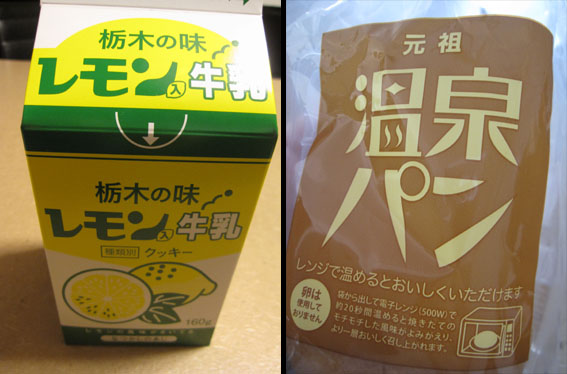 栃木の味
レモン入牛乳
栃木の味
レモン入牛乳
種類別 クッキー
160g
元祖
温泉
パン
レンジで温めるとおいしくいただけます
卵は
使用して
おりません
袋から出して電子レンジ(500W)で
約20秒間温めると焼きたての
モチモチした風味がよみがえり、
より一層おいしく召し上がれます。